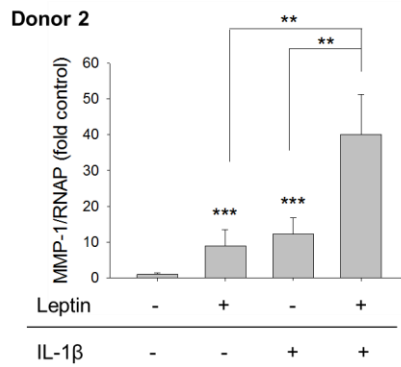 Donor 2
**
**
MMP-1/RNAP (fold control)
60
50
40
30
20
10
0
***
***
Leptin - + - +
IL-1β - - + +